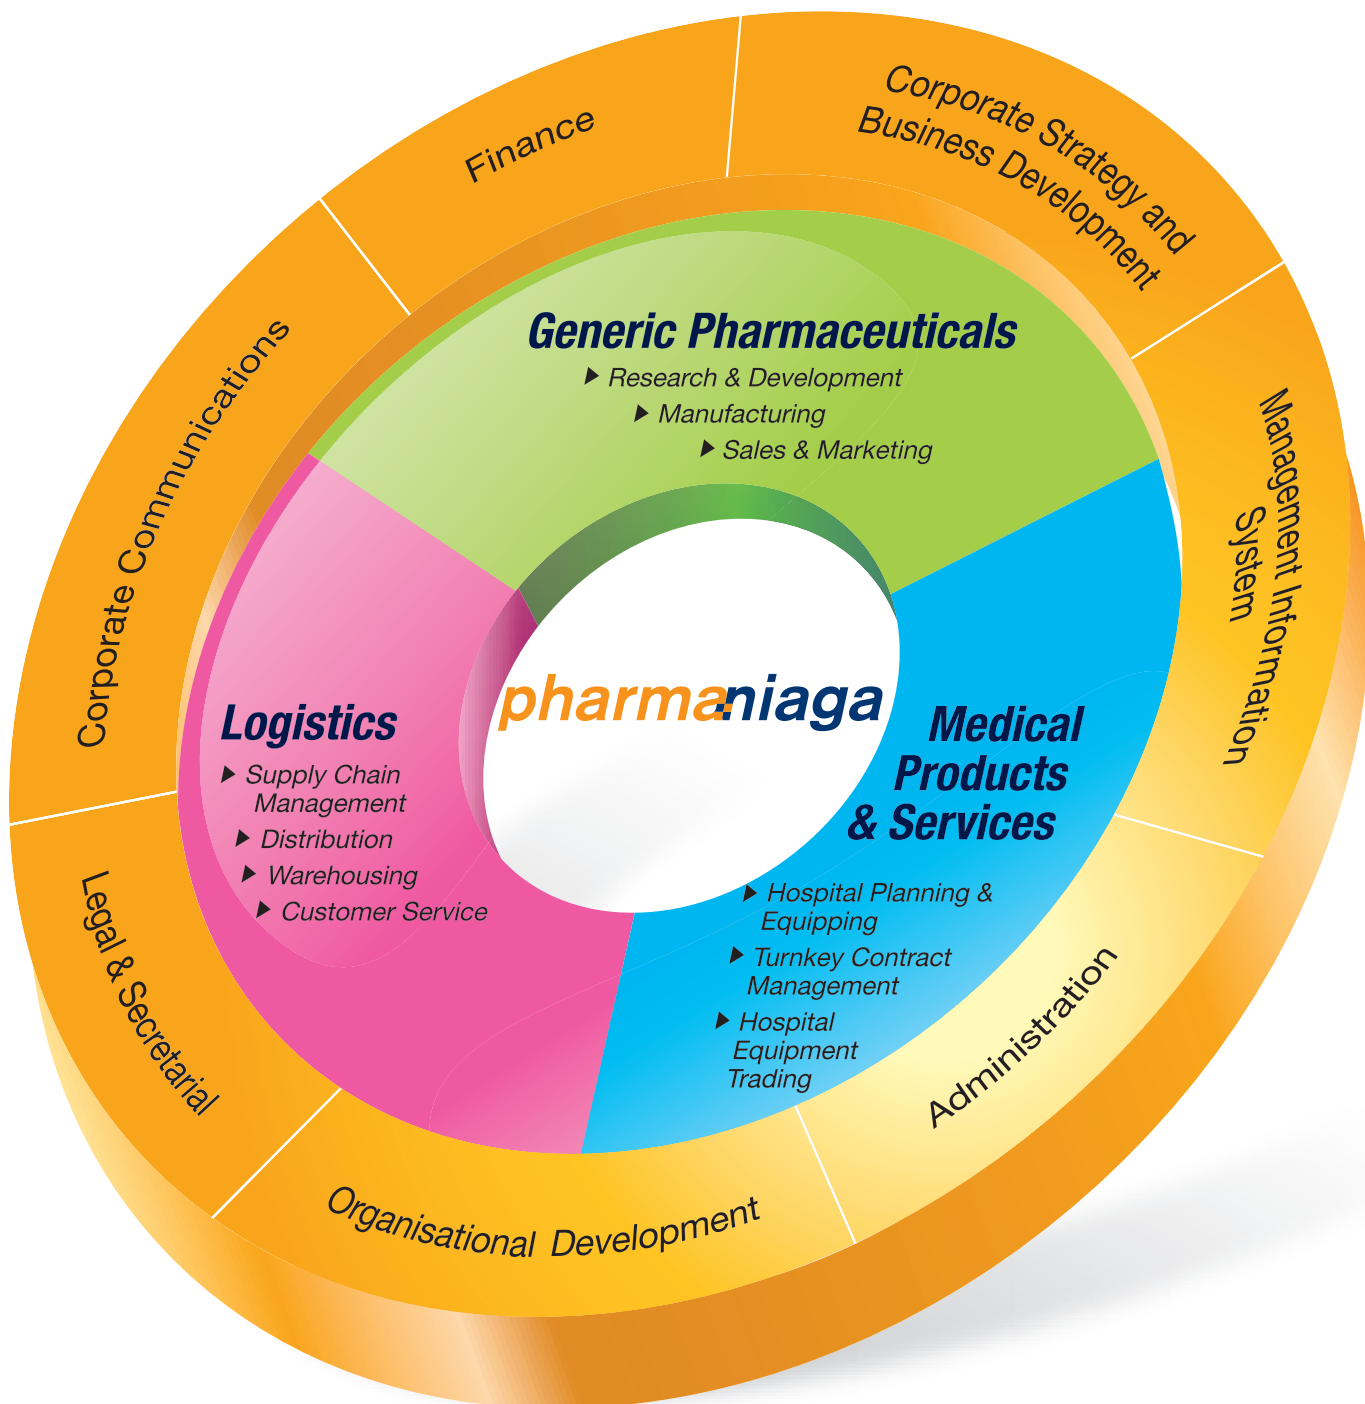 Finance
Corporate Strategy and
Business Development
Management Information
System
Administration
Organisational Development
Legal & Secretarial
Corporate Communications
Generic Pharmaceuticals
Research & Development
Manufacturing
Sales & Marketing
pharmaniaga
Logistics
Supply Chain
Management
Distribution
Warehousing
Customer Service
Medical
Products
& Services
Hospital Planning &
Equipping
Turnkey Contract
Management
Hospital
Equipment
Trading